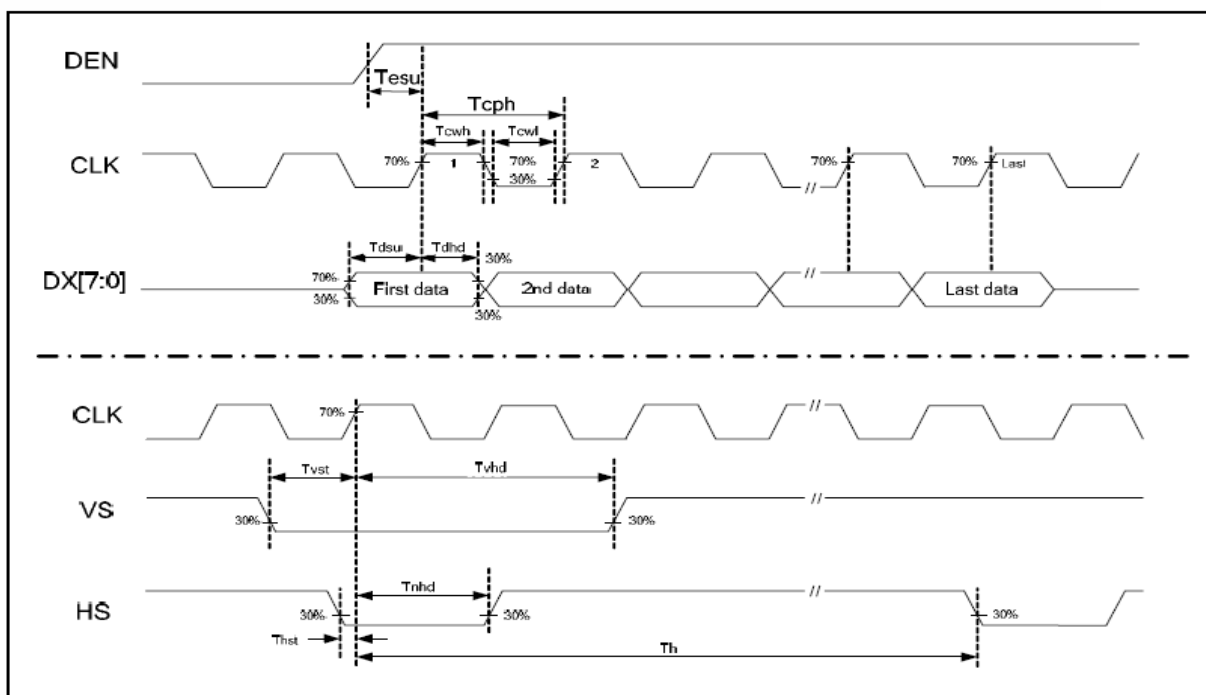 DEN
Tesu
Tcph
Tcwh
Tcwl
CLK
70%
1
70%
30%
2
70%
//
70%
Last
Tdsu
Tdhd
30%
DX[7:0]
70%
30%
First data
2nd data
//
Last data
30%
CLK
70%
//
Tvst
Tvhd
VS
30%
30%
//
Tnhd
HS
30%
30%
//
30%
Thst
Th